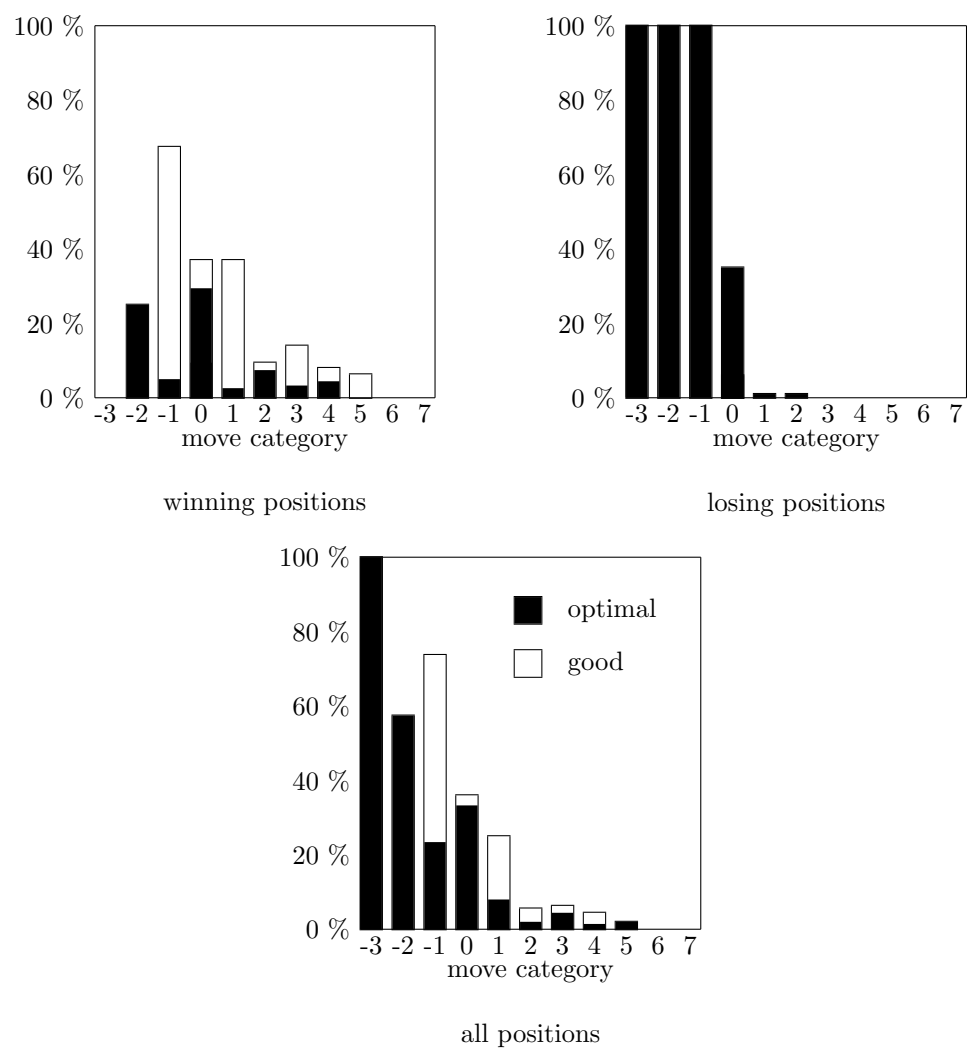 100 %
80 %
60 %
40 %
20 %
0 %
-3 -2 -1 0 1 2 3 4 5 6 7
move category
winning positions
100 %
80 %
60 %
40 %
20 %
0 %
-3 -2 -1 0 1 2 3 4 5 6 7
move category
losing positions
100 %
80 %
60 %
40 %
20 %
0 %
-3 -2 -1 0 1 2 3 4 5 6 7
move category
optimal
good
all positions